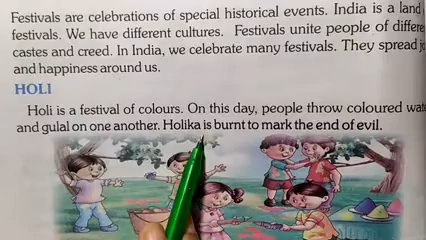 Festivals are celebrations of special historical events. India is a land
festivals. We have different cultures. Festivals unite people of
castes and creed. In India, we celebrate many festivals. They spread
and happiness around us.
HOLI
Holi is a festival of colours. On this day, people throw coloured
and gulal on one another. Holika is burnt to mark the end of evil.